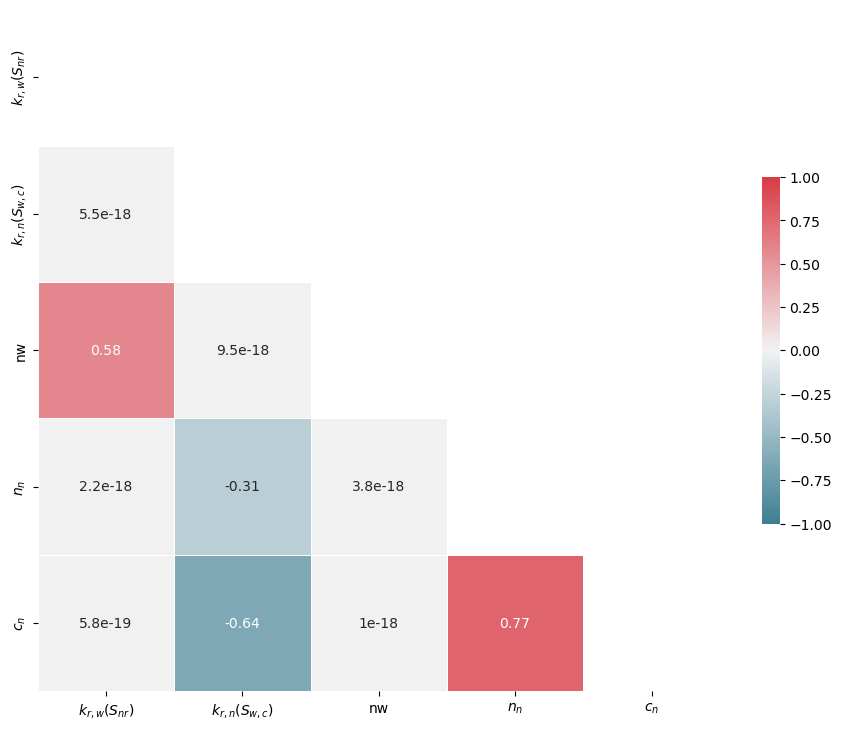 $k_{r,w}(S_{nr})$
$k_{r,n}(S_{w,c})$
5.5e-18
nw
0.58
9.5e-18
$n_n$
2.2e-18
-0.31
3.8e-18
$c_n$
5.8e-19
-0.64
1e-18
0.77
$k_{r,w}(S_{nr})$
$k_{r,n}(S_{w,c})$
nw
$n_n$
$c_n$
1.00
0.75
0.50
0.25
0.00
−0.25
−0.50
−0.75
−1.00